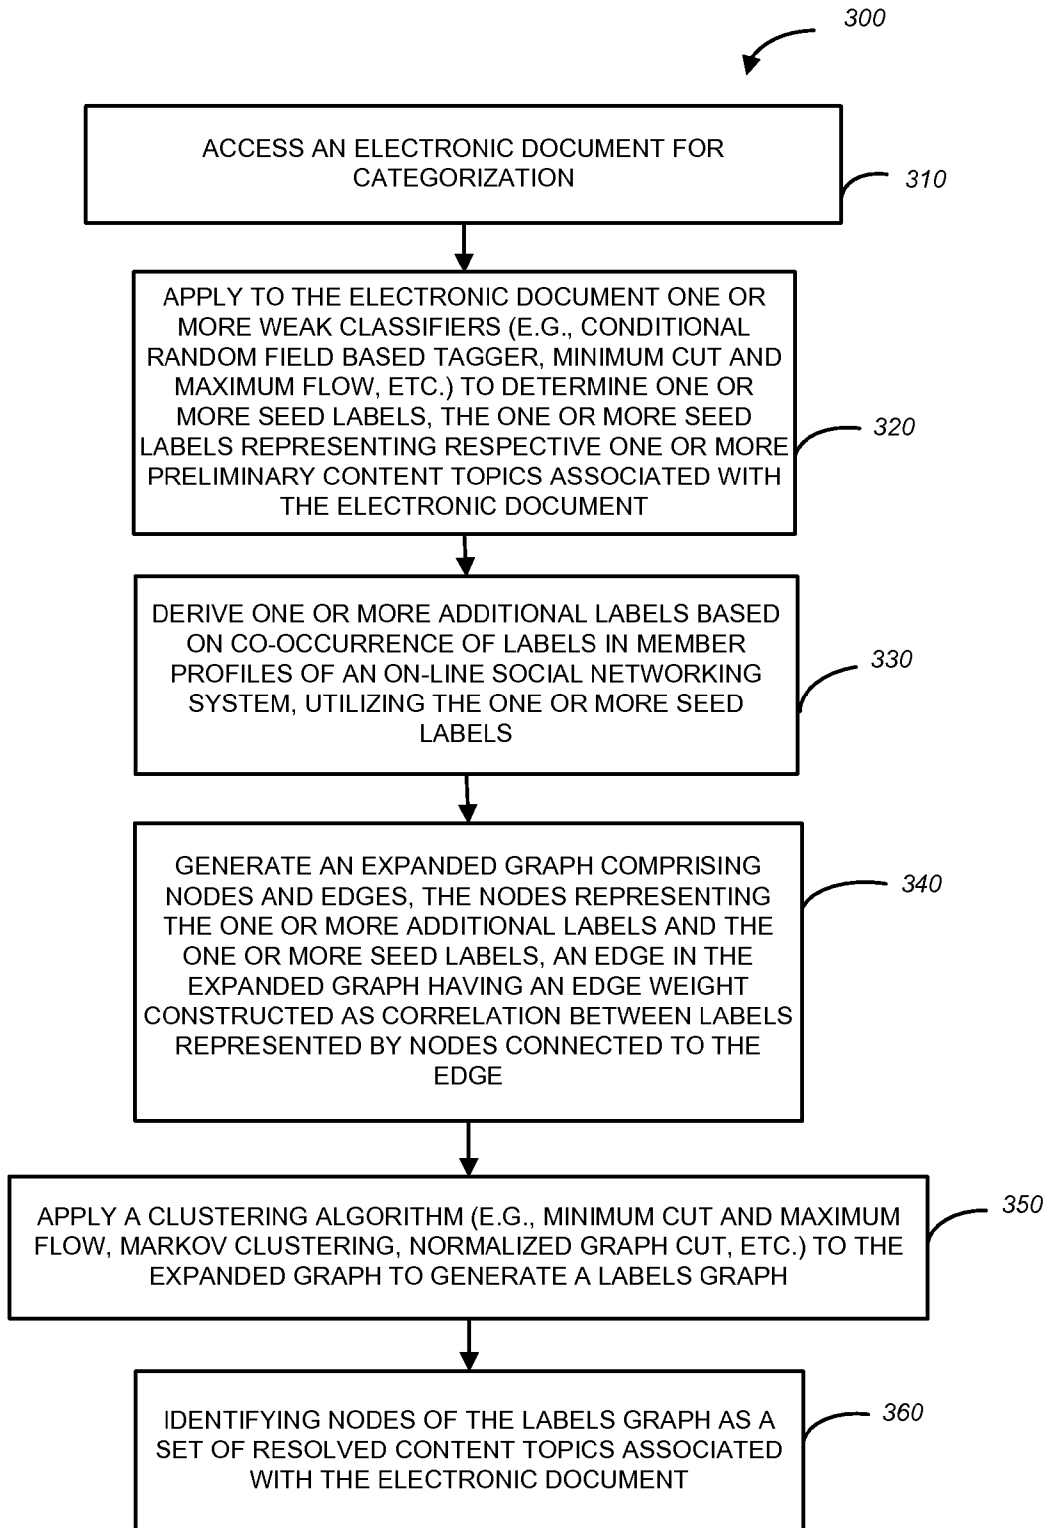 300
ACCESS AN ELECTRONIC DOCUMENT FOR
CATEGORIZATION
310
APPLY TO THE ELECTRONIC DOCUMENT ONE OR
MORE WEAK CLASSIFIERS (E.G., CONDITIONAL
RANDOM FIELD BASED TAGGER, MINIMUM CUT AND
MAXIMUM FLOW, ETC.) TO DETERMINE ONE OR
MORE SEED LABELS, THE ONE OR MORE SEED
LABELS REPRESENTING RESPECTIVE ONE OR MORE
PRELIMINARY CONTENT TOPICS ASSOCIATED WITH
THE ELECTRONIC DOCUMENT
320
DERIVE ONE OR MORE ADDITIONAL LABELS BASED
ON CO-OCCURRENCE OF LABELS IN MEMBER
PROFILES OF AN ON-LINE SOCIAL NETWORKING
SYSTEM, UTILIZING THE ONE OR MORE SEED
LABELS
330
GENERATE AN EXPANDED GRAPH COMPRISING
NODES AND EDGES, THE NODES REPRESENTING
THE ONE OR MORE ADDITIONAL LABELS AND THE
ONE OR MORE SEED LABELS, AN EDGE IN THE
EXPANDED GRAPH HAVING AN EDGE WEIGHT
CONSTRUCTED AS CORRELATION BETWEEN LABELS
REPRESENTED BY NODES CONNECTED TO THE
EDGE
340
APPLY A CLUSTERING ALGORITHM (E.G., MINIMUM CUT AND MAXIMUM
FLOW, MARKOV CLUSTERING, NORMALIZED GRAPH CUT, ETC.) TO THE
EXPANDED GRAPH TO GENERATE A LABELS GRAPH
350
IDENTIFYING NODES OF THE LABELS GRAPH AS A
SET OF RESOLVED CONTENT TOPICS ASSOCIATED
WITH THE ELECTRONIC DOCUMENT
360